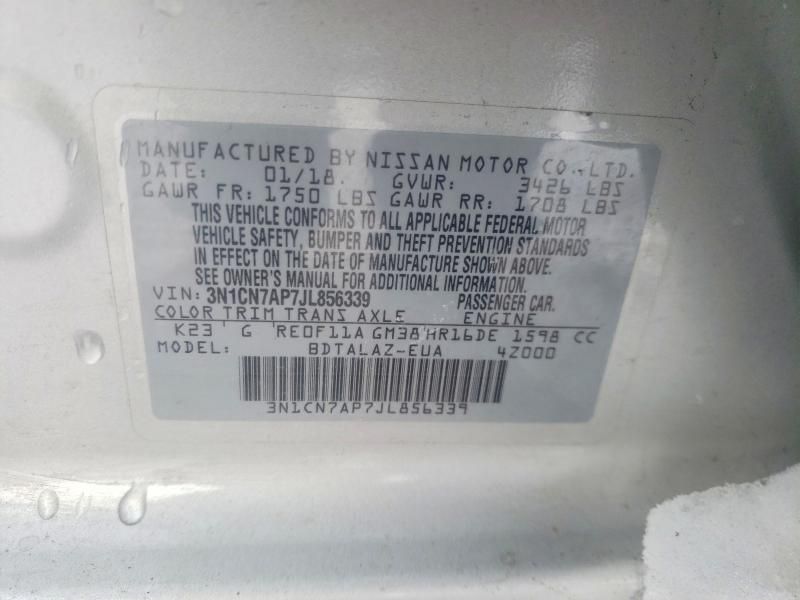 MANUFACTURED BY NISSAN MOTOR CO.,LTD.
DATE: 01/18. GVWR: 3426 LBS
GAWR FR: 1750 LBS GAWR RR: 1708 LBS
THIS VEHICLE CONFORMS TO ALL APPLICABLE FEDERAL MOTOR
VEHICLE SAFETY, BUMPER AND THEFT PREVENTION STANDARDS
IN EFFECT ON THE DATE OF MANUFACTURE SHOWN ABOVE.
SEE OWNER'S MANUAL FOR ADDITIONAL INFORMATION.
VIN: 3N1CN7AP7JL856339 PASSENGER CAR.
COLOR TRIM TRANS AXLE ENGINE
K23 G RE0F11A GM38 HR16DE 1598 CC
MODEL: BDTALAZ-EUA 4Z000
3N1CN7AP7JL856339